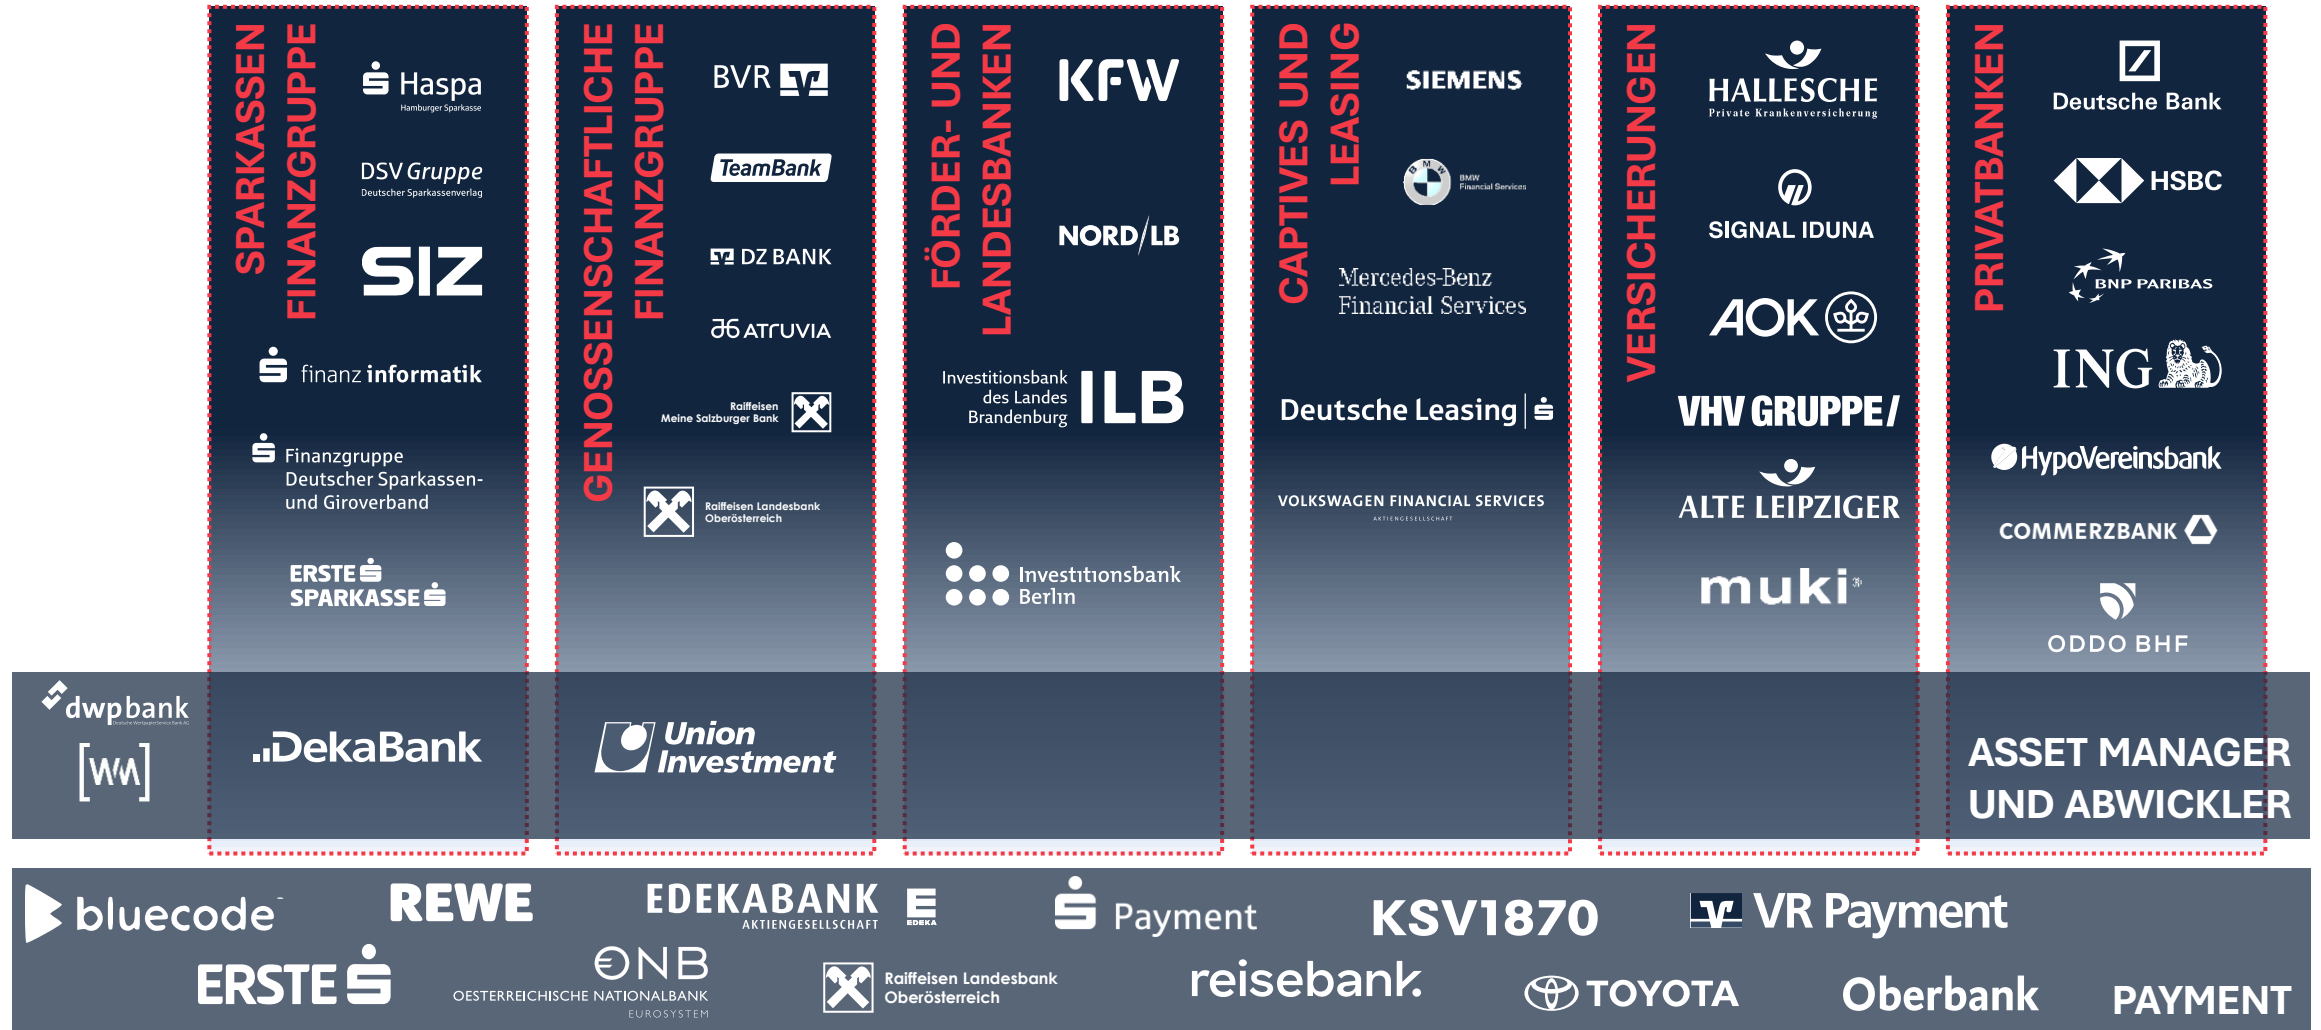 SPARKASSEN
FINANZGRUPPE
Haspa
Hamburger Sparkasse
DSV Gruppe
Deutscher Sparkassenverlag
SIZ
finanz informatik
Finanzgruppe
Deutscher Sparkassen-
und Giroverband
ERSTE
SPARKASSE
GENOSSENSCHAFTLICHE
FINANZGRUPPE
BVR
TeamBank
DZ BANK
ATRUVIA
Raiffeisen
Meine Salzburger Bank
Raiffeisen Landesbank
Oberösterreich
FÖRDER- UND
LANDESBANKEN
KFW
NORD/LB
Investitionsbank
des Landes
Brandenburg
ILB
Investitionsbank
Berlin
CAPTIVES UND
LEASING
SIEMENS
BMW
BMW
Financial Services
Mercedes-Benz
Financial Services
Deutsche Leasing
VOLKSWAGEN FINANCIAL SERVICES
AKTIENGESELLSCHAFT
VERSICHERUNGEN
HALLESCHE
Private Krankenversicherung
SIGNAL IDUNA
AOK
VHV GRUPPE/
ALTE LEIPZIGER
muki
PRIVATBANKEN
Deutsche Bank
HSBC
BNP PARIBAS
ING
HypoVereinsbank
COMMERZBANK
ODDO BHF
dwpbank
Deutsche WertpapierService Bank AG
[WM]
DekaBank
Union
Investment
ASSET MANAGER
UND ABWICKLER
bluecode
REWE
EDEKABANK
AKTIENGESELLSCHAFT
EDEKA
Payment
KSV1870
VR Payment
ERSTE
ONB
OESTERREICHISCHE NATIONALBANK
EUROSYSTEM
Raiffeisen Landesbank
Oberösterreich
reisebank.
TOYOTA
Oberbank
PAYMENT